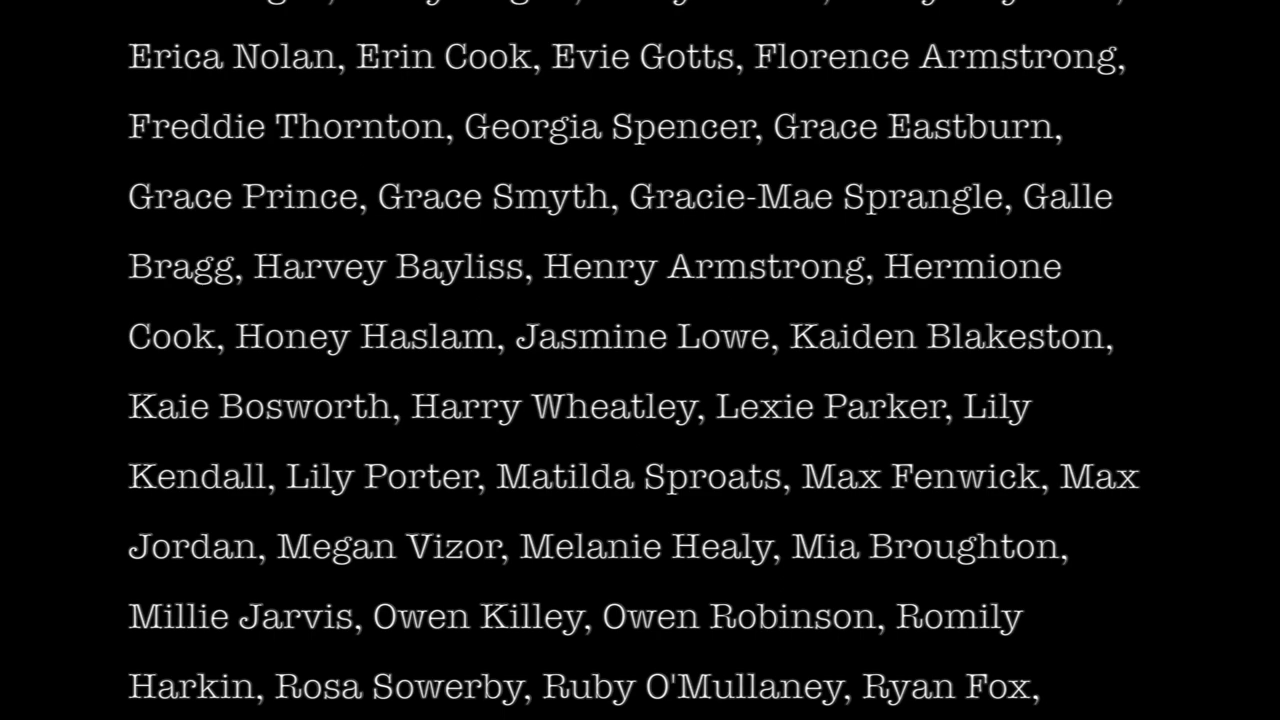 Erica Nolan, Erin Cook, Evie Gotts, Florence Armstrong,
Freddie Thornton, Georgia Spencer, Grace Eastburn,
Grace Prince, Grace Smyth, Gracie-Mae Sprangle, Galle
Bragg, Harvey Bayliss, Henry Armstrong, Hermione
Cook, Honey Haslam, Jasmine Lowe, Kaiden Blakeston,
Kaie Bosworth, Harry Wheatley, Lexie Parker, Lily
Kendall, Lily Porter, Matilda Sproats, Max Fenwick, Max
Jordan, Megan Vizor, Melanie Healy, Mia Broughton,
Millie Jarvis, Owen Killey, Owen Robinson, Romily
Harkin, Rosa Sowerby, Ruby O'Mullaney, Ryan Fox,